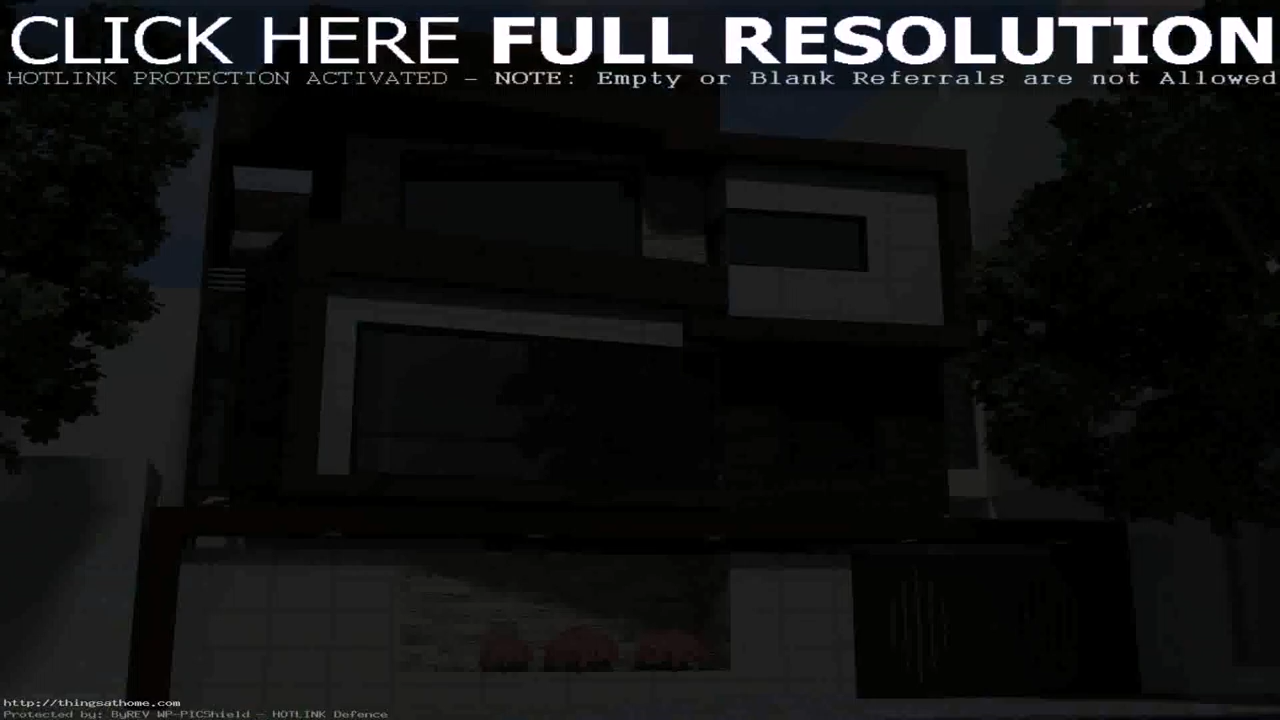 CLICK HERE FULL RESOLUTION
HOTLINK PROTECTION ACTIVATED - NOTE: Empty or Blank Referrals are not Allowed
http://thingsathome.com
Protected by: ByREV WP-PICShield - HOTLINK Defence